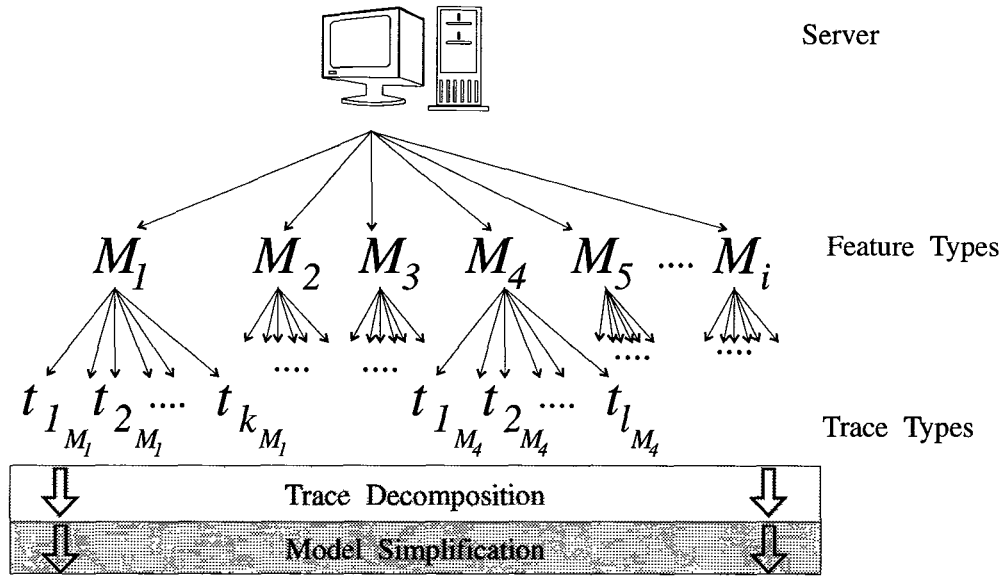 Server
M1 M2 M3 M4 M5 .... Mi
Feature Types
.... .... .... ....
t1M1 t2M1 .... tkM1 t1M4 t2M4 .... tlM4
Trace Types
Trace Decomposition
Model Simplification